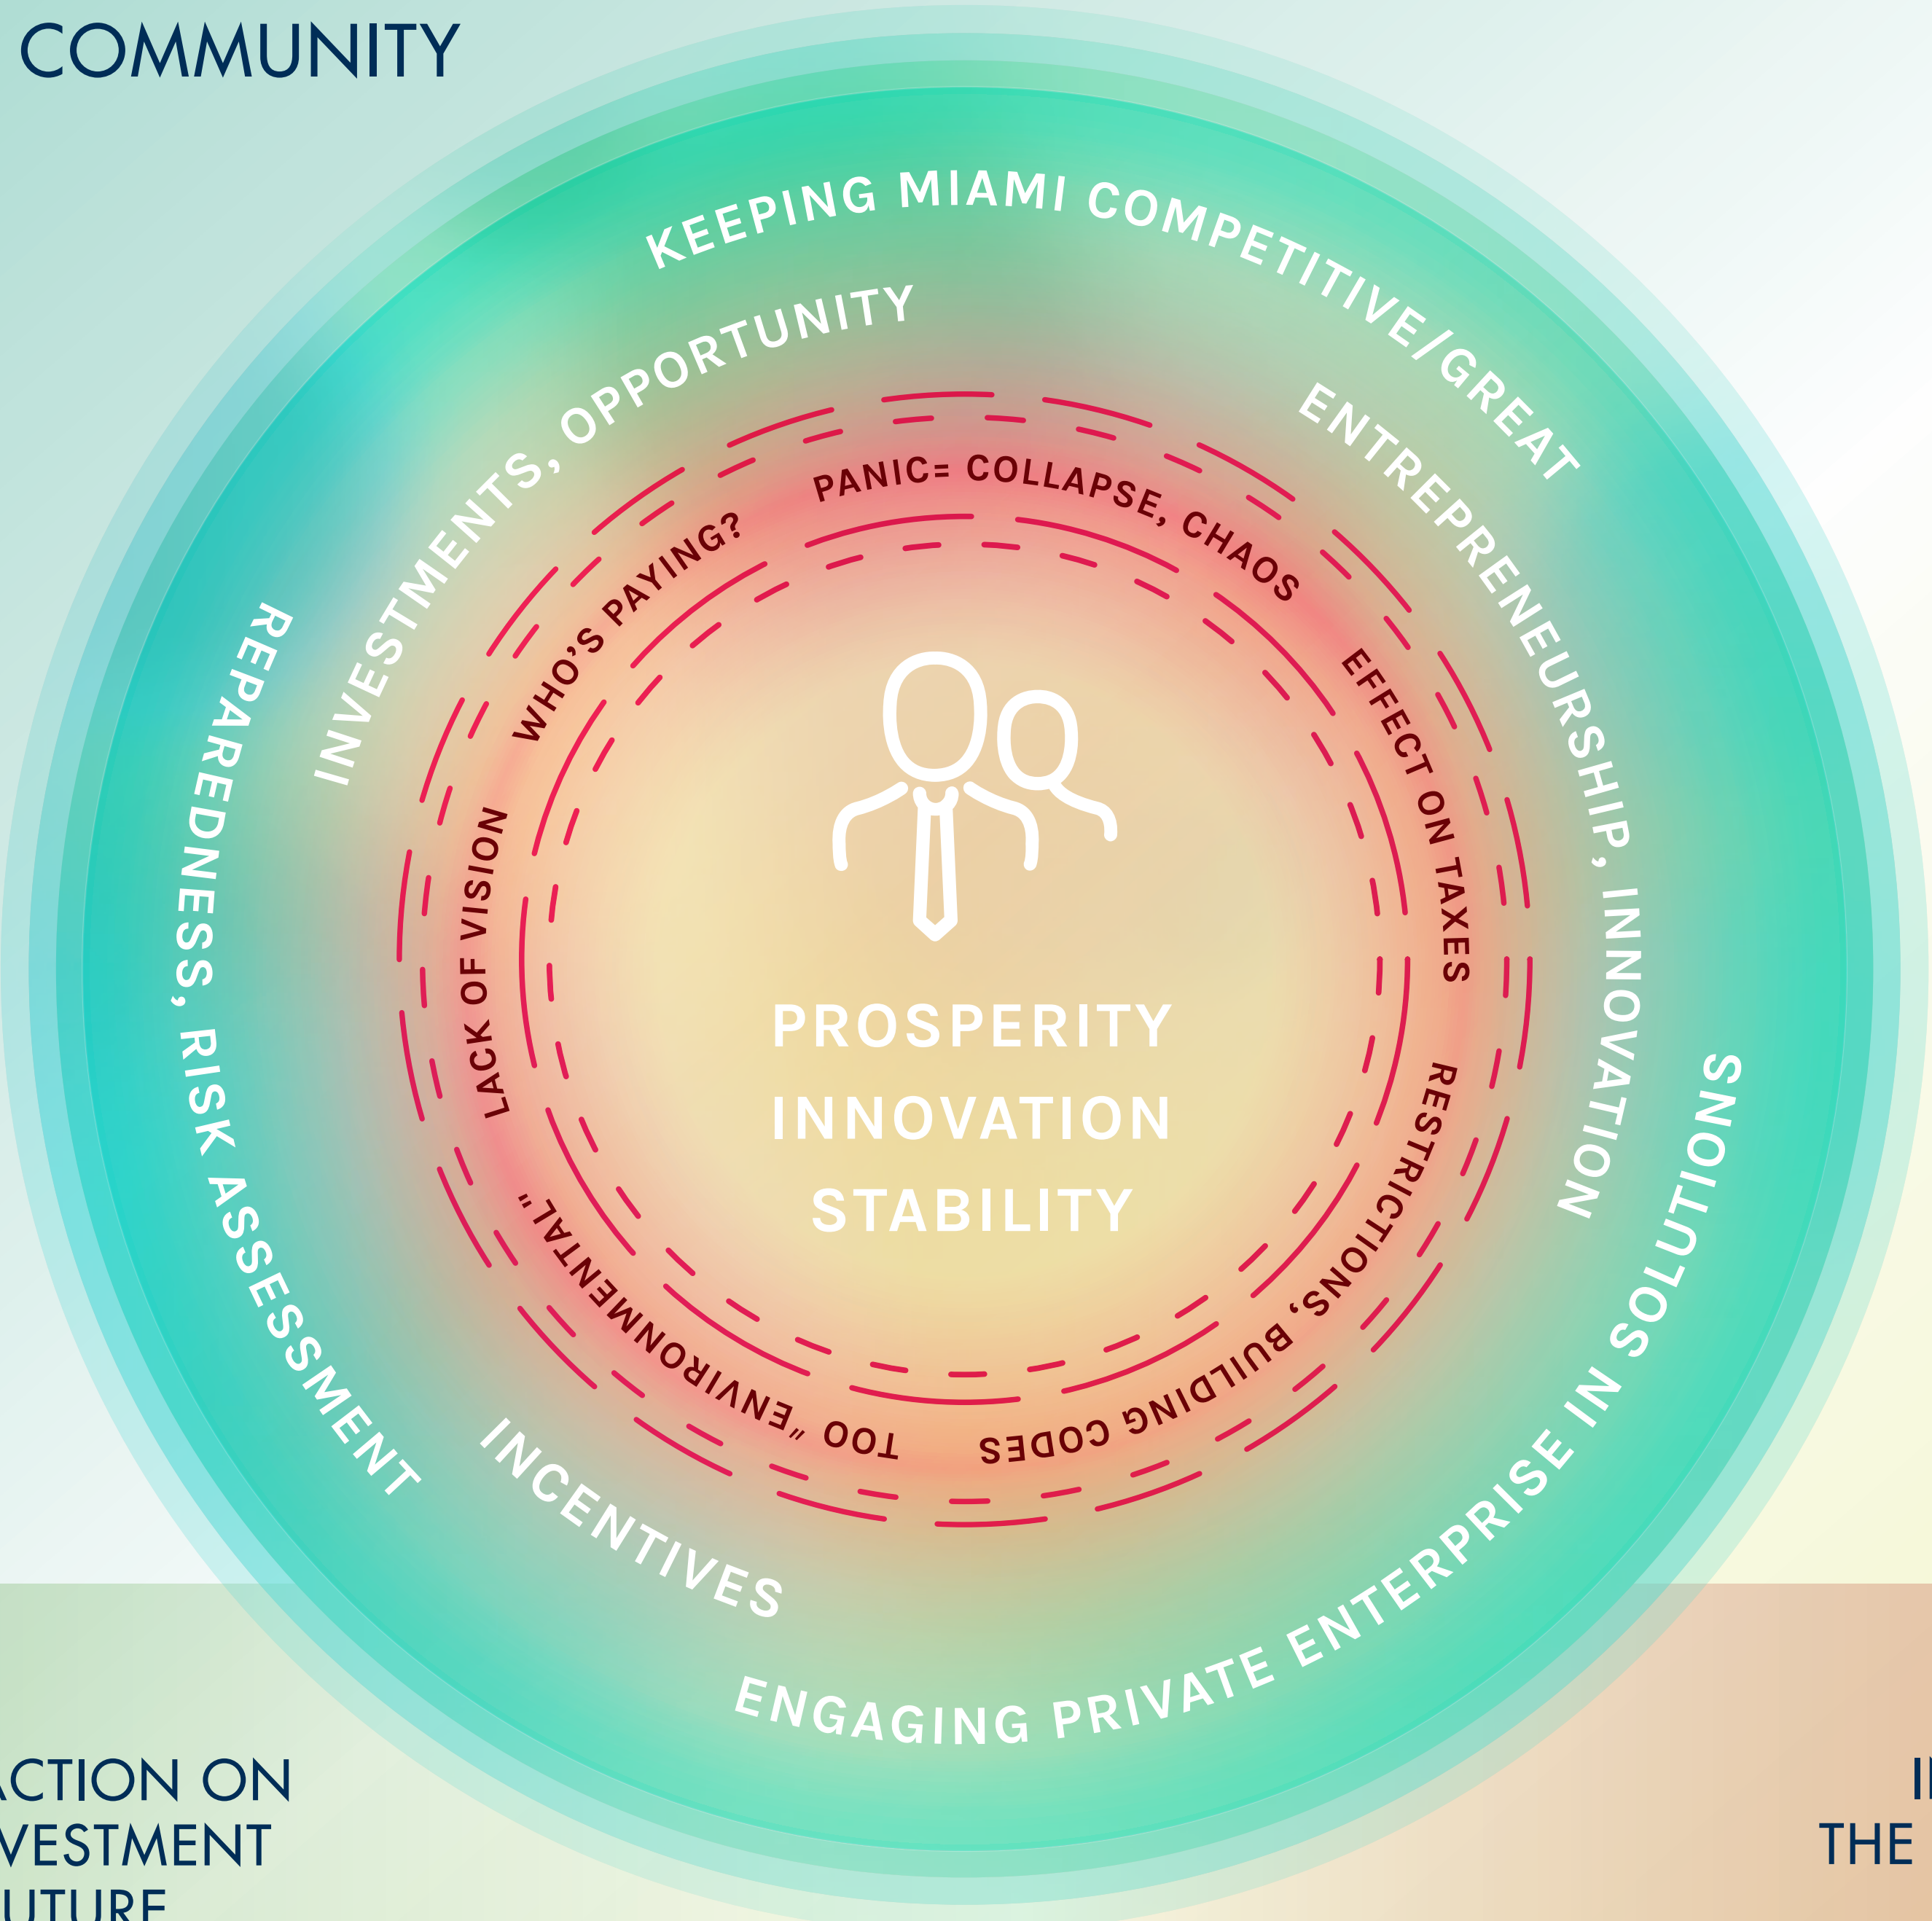 COMMUNITY
KEEPING MIAMI COMPETITIVE/GREAT
INVESTMENTS, OPPORTUNITY
ENTREPRENEURSHIP, INNOVATION
REPAREDNESS, RISK ASSESSMENT
INCENTIVES
ENGAGING PRIVATE ENTERPRISE IN SOLUTIONS
PANIC= COLLAPSE, CHAOS
EFFECT ON TAXES
RESTRICTIONS, BUILDING CODES
TOO "ENVIRONMENTAL"
LACK OF VISION
WHO'S PAYING?
PROSPERITY
INNOVATION
STABILITY
ACTION ON
VESTMENT
UTURE
THE